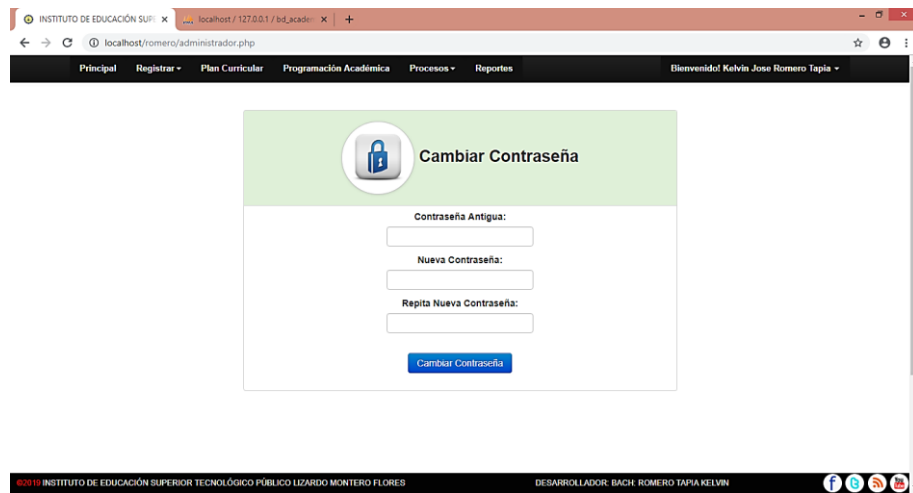 INSTITUTO DE EDUCACIÓN SUPE
localhost / 127.0.0.1 / bd_academ
localhost/romero/administrador.php
Principal Registrar Plan Curricular Programación Académica Procesos Reportes Bienvenido! Kelvin Jose Romero Tapia
Cambiar Contraseña
Contraseña Antigua:
Nueva Contraseña:
Repita Nueva Contraseña:
Cambiar Contraseña
©2019 INSTITUTO DE EDUCACIÓN SUPERIOR TECNOLÓGICO PÚBLICO LIZARDO MONTERO FLORES DESARROLLADOR: BACH: ROMERO TAPIA KELVIN